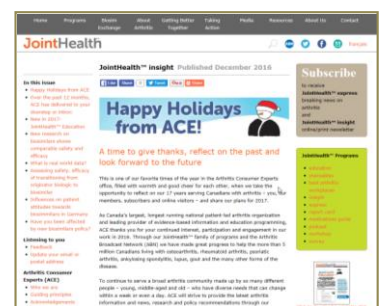 Home Programs Biosim Exchange About Arthritis Getting Better Together Taking Action Media Resources About Us Contact
JointHealth
Français
JointHealth™ insight Published December 2016
Happy Holidays
from ACE!
A time to give thanks, reflect on the past and
look forward to the future
This is one of our favorite times of the year in the Arthritis Consumer Experts
office, filled with warmth and good cheer for each other, when we take the
opportunity to reflect on our 17 years serving Canadians with arthritis – you, our
members, subscribers and online visitors – and share our plans for 2017.
As Canada's largest, longest-running national patient-led arthritis organization
and leading provider of evidence-based information and education programming,
ACE thanks you for your continued interest, participation and engagement in our
work in 2016. Through our JointHealth™ family of programs and the Arthritis
Broadcast Network (ABN) we have made great progress to help the more than 5
million Canadians living with osteoarthritis, rheumatoid arthritis, psoriatic
arthritis, ankylosing spondylitis, lupus, gout and the many other forms of the
disease.
To continue to serve a broad arthritis community made up by so many different
people – young, middle-aged and old – who have diverse needs that can change
within a week or even a day: ACE will strive to provide the latest arthritis
information and news, research and policy recommendations through our
In this issue
Happy Holidays from ACE
Over the past 12 months,
ACE has delivered to your
doorstep or inbox:
New in 2017:
JointHealth™ Education
New research on
biosimilars shows
comparable safety and
efficacy
What is real world data?
Assessing safety, efficacy
of transitioning from
originator biologic to
biosimilar
Influences on patient
attitudes towards
biosimilars in Germany
Have you been affected
by new biosimilars policy?
Listening to you
Feedback
Update your email or
postal address
Arthritis Consumer
Experts (ACE)
Who we are
Guiding principles
Acknowledgements
Subscribe
to receive
JointHealth™ express
breaking news on
arthritis
and
JointHealth™ insight
online/print newsletter
JointHealth™ Programs
education